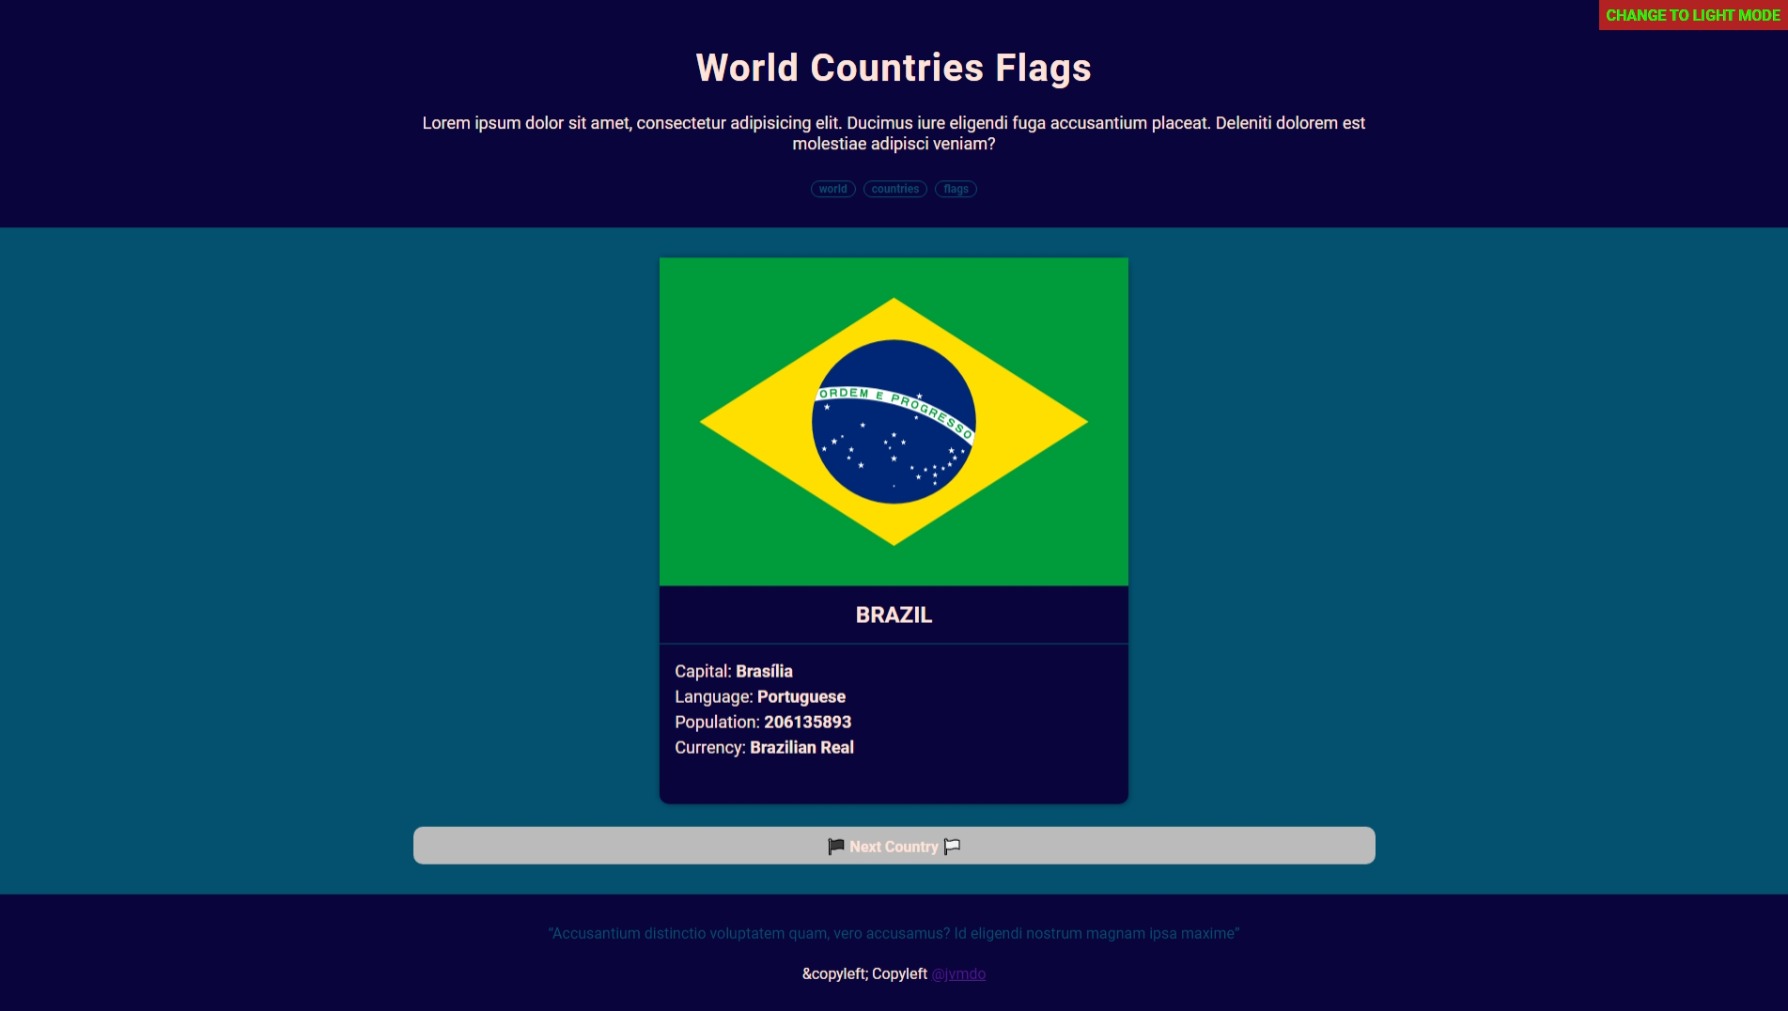 CHANGE TO LIGHT MODE
World Countries Flags
Lorem ipsum dolor sit amet, consectetur adipisicing elit. Ducimus iure eligendi fuga accusantium placeat. Deleniti dolorem est
molestiae adipisci veniam?
world countries flags
ORDEM E PROGRESSO
BRAZIL
Capital: Brasília
Language: Portuguese
Population: 206135893
Currency: Brazilian Real
🏴 Next Country 🏳
“Accusantium distinctio voluptatem quam, vero accusamus? Id eligendi nostrum magnam ipsa maxime”
&copyleft; Copyleft @jvmdo